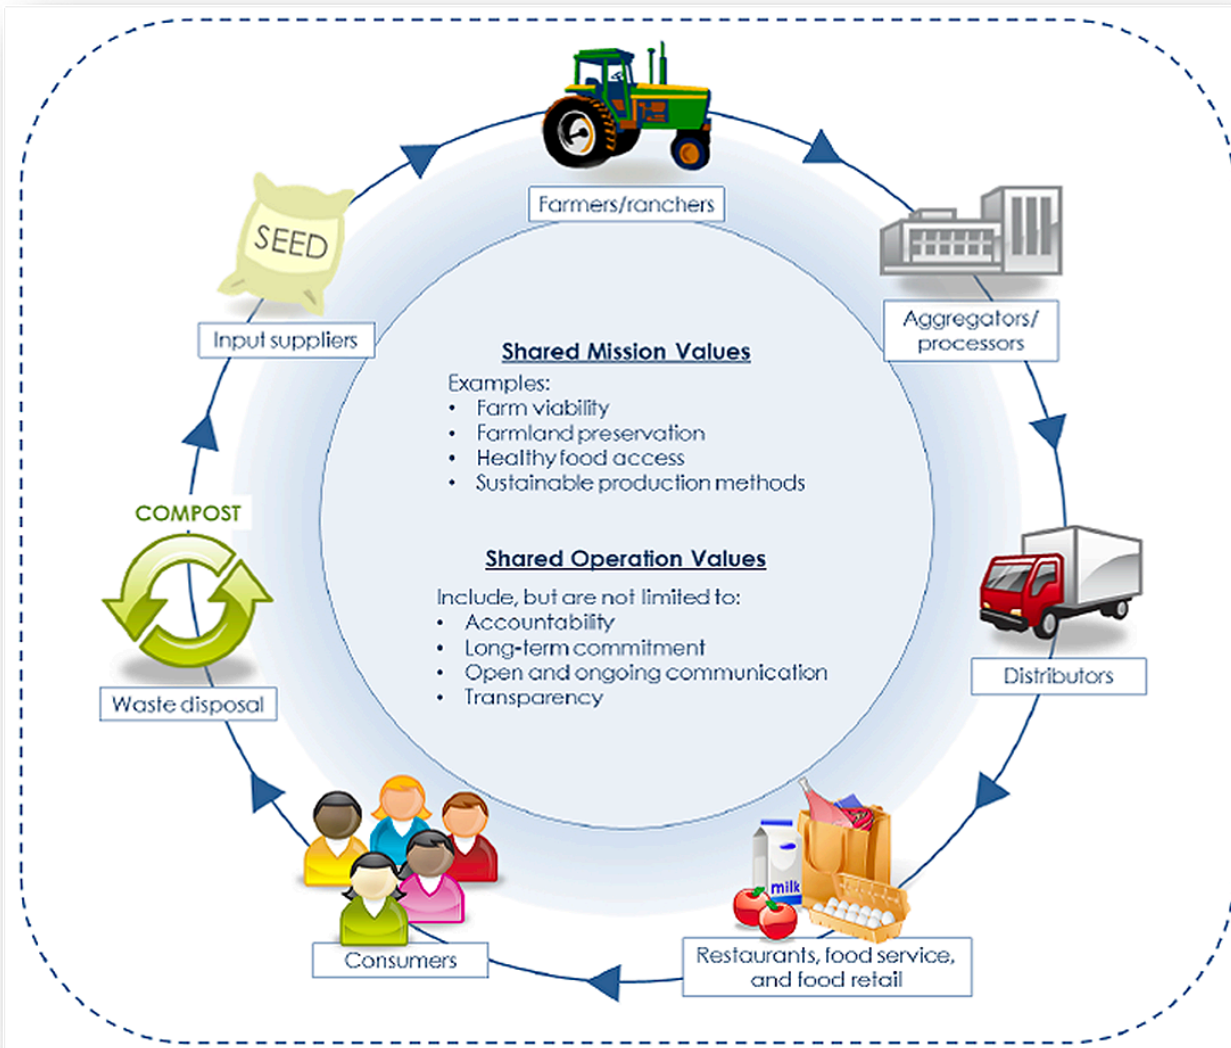 Farmers/ranchers
SEED
Input suppliers
Aggregators/
processors
Shared Mission Values
Examples:
• Farm viability
• Farmland preservation
• Healthy food access
• Sustainable production methods
COMPOST
Waste disposal
Shared Operation Values
Include, but are not limited to:
• Accountability
• Long-term commitment
• Open and ongoing communication
• Transparency
Distributors
milk
Restaurants, food service,
and food retail
Consumers